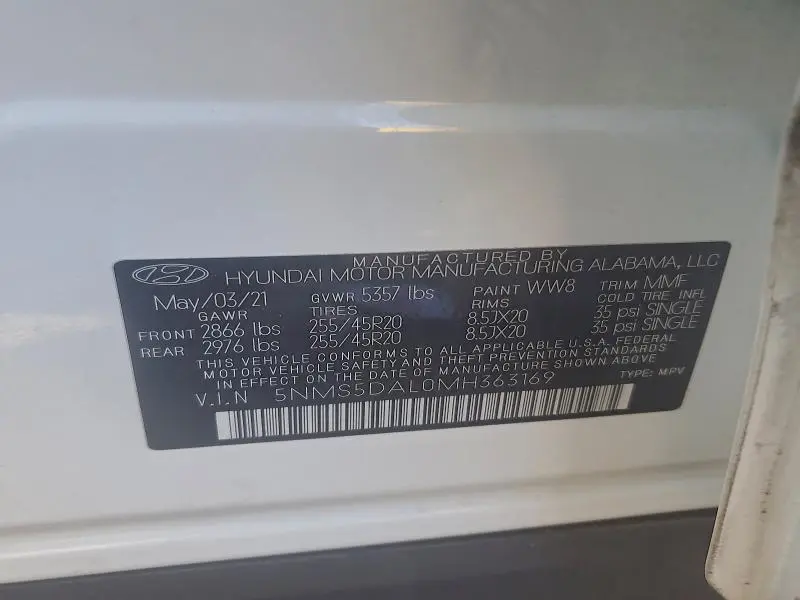 MANUFACTURED BY
HYUNDAI MOTOR MANUFACTURING ALABAMA, LLC
May/03/21 GVWR 5357 lbs PAINT WW8 TRIM MMF
GAWR TIRES RIMS COLD TIRE INFL
FRONT 2866 lbs 255/45R20 8.5JX20 35 psi SINGLE
REAR 2976 lbs 255/45R20 8.5JX20 35 psi SINGLE
THIS VEHICLE CONFORMS TO ALL APPLICABLE U.S.A. FEDERAL
MOTOR VEHICLE SAFETY AND THEFT PREVENTION STANDARDS
IN EFFECT ON THE DATE OF MANUFACTURE SHOWN ABOVE
V.I.N 5NMS5DAL0MH363169 TYPE: MPV